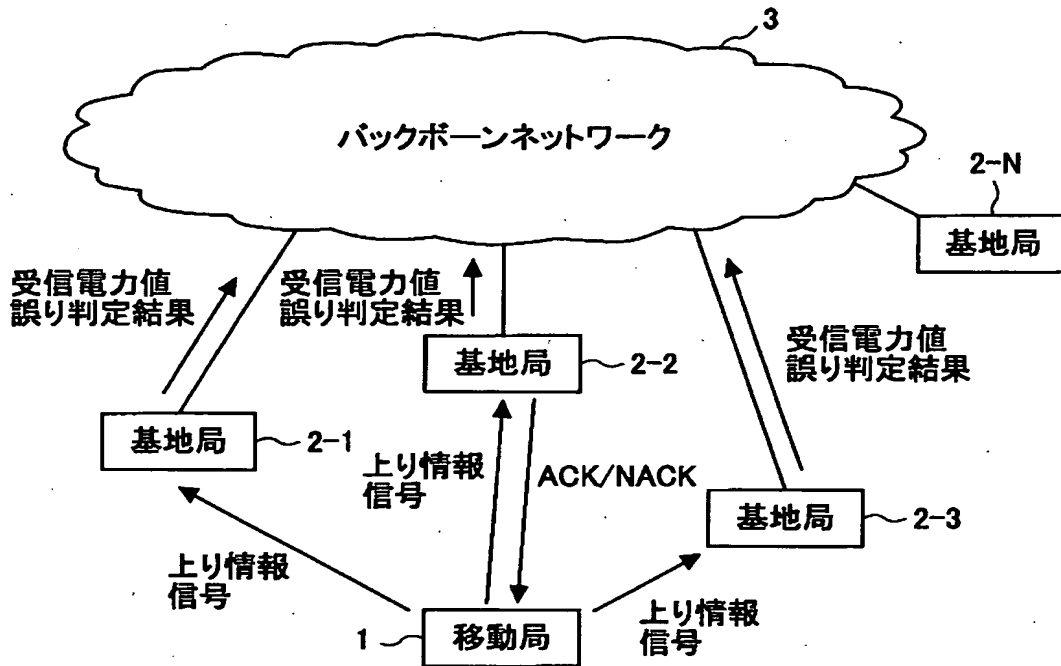 3
バックボーンネットワーク
2-N
基地局
受信電力値
誤り判定結果
受信電力値
誤り判定結果
受信電力値
誤り判定結果
基地局
2-2
基地局
2-1
上り情報
信号
ACK/NACK
基地局
2-3
上り情報
信号
上り情報
信号
1
移動局